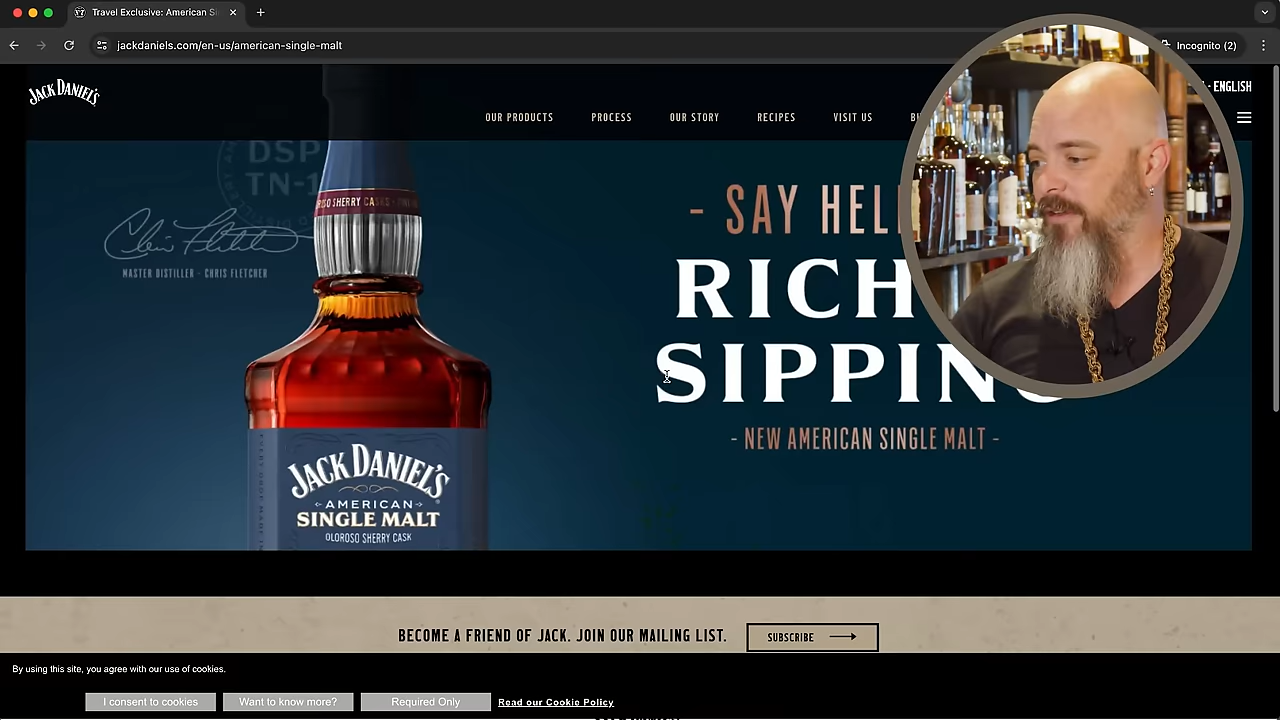 Travel Exclusive: American Si
jackdaniels.com/en-us/american-single-malt
Incognito (2)
JACK DANIEL'S
ENGLISH
OUR PRODUCTS
PROCESS
OUR STORY
RECIPES
VISIT US
DSP
TN-1
Chris Fletcher
MASTER DISTILLER - CHRIS FLETCHER
SHERRY CASKS
- SAY HEL
RICH
SIPPIN
- NEW AMERICAN SINGLE MALT -
JACK DANIEL'S
AMERICAN
SINGLE MALT
OLOROSO SHERRY CASK
BECOME A FRIEND OF JACK. JOIN OUR MAILING LIST.
SUBSCRIBE
By using this site, you agree with our use of cookies.
I consent to cookies
Want to know more?
Required Only
Read our Cookie Policy